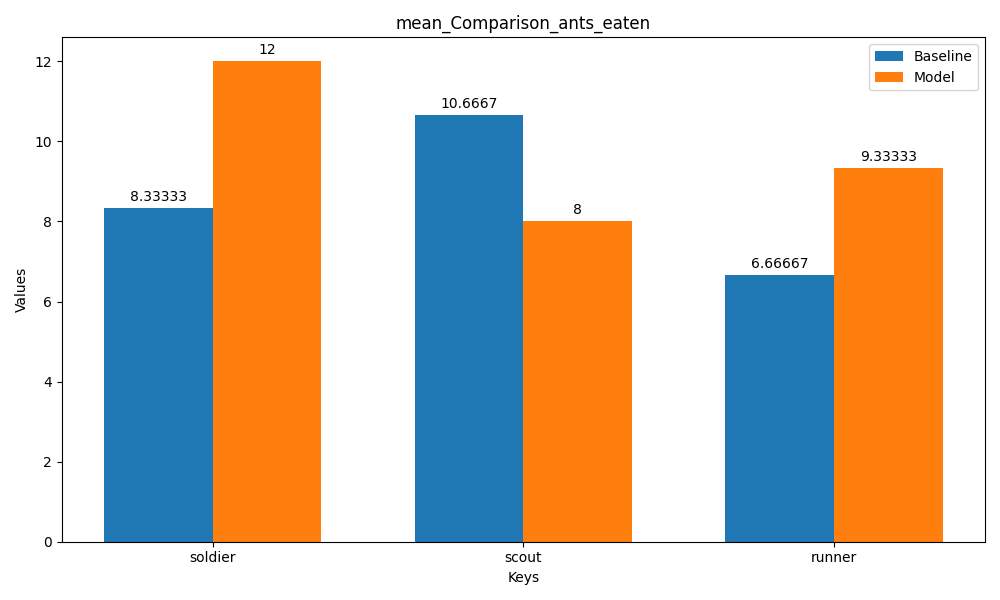 mean_Comparison_ants_eaten
Baseline
Model
12
10.6667
9.33333
8.33333
8
6.66667
12
10
8
6
4
2
0
Values
soldier
scout
runner
Keys